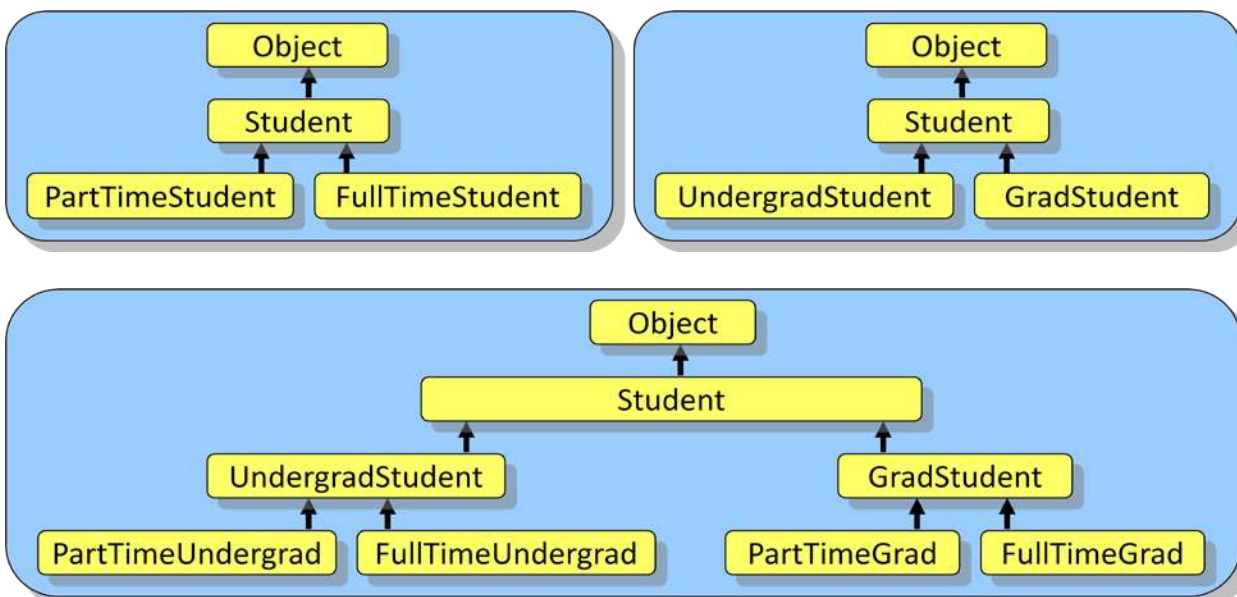 Object
Student
PartTimeStudent FullTimeStudent
Object
Student
UndergradStudent GradStudent
Object
Student
UndergradStudent GradStudent
PartTimeUndergrad FullTimeUndergrad PartTimeGrad FullTimeGrad